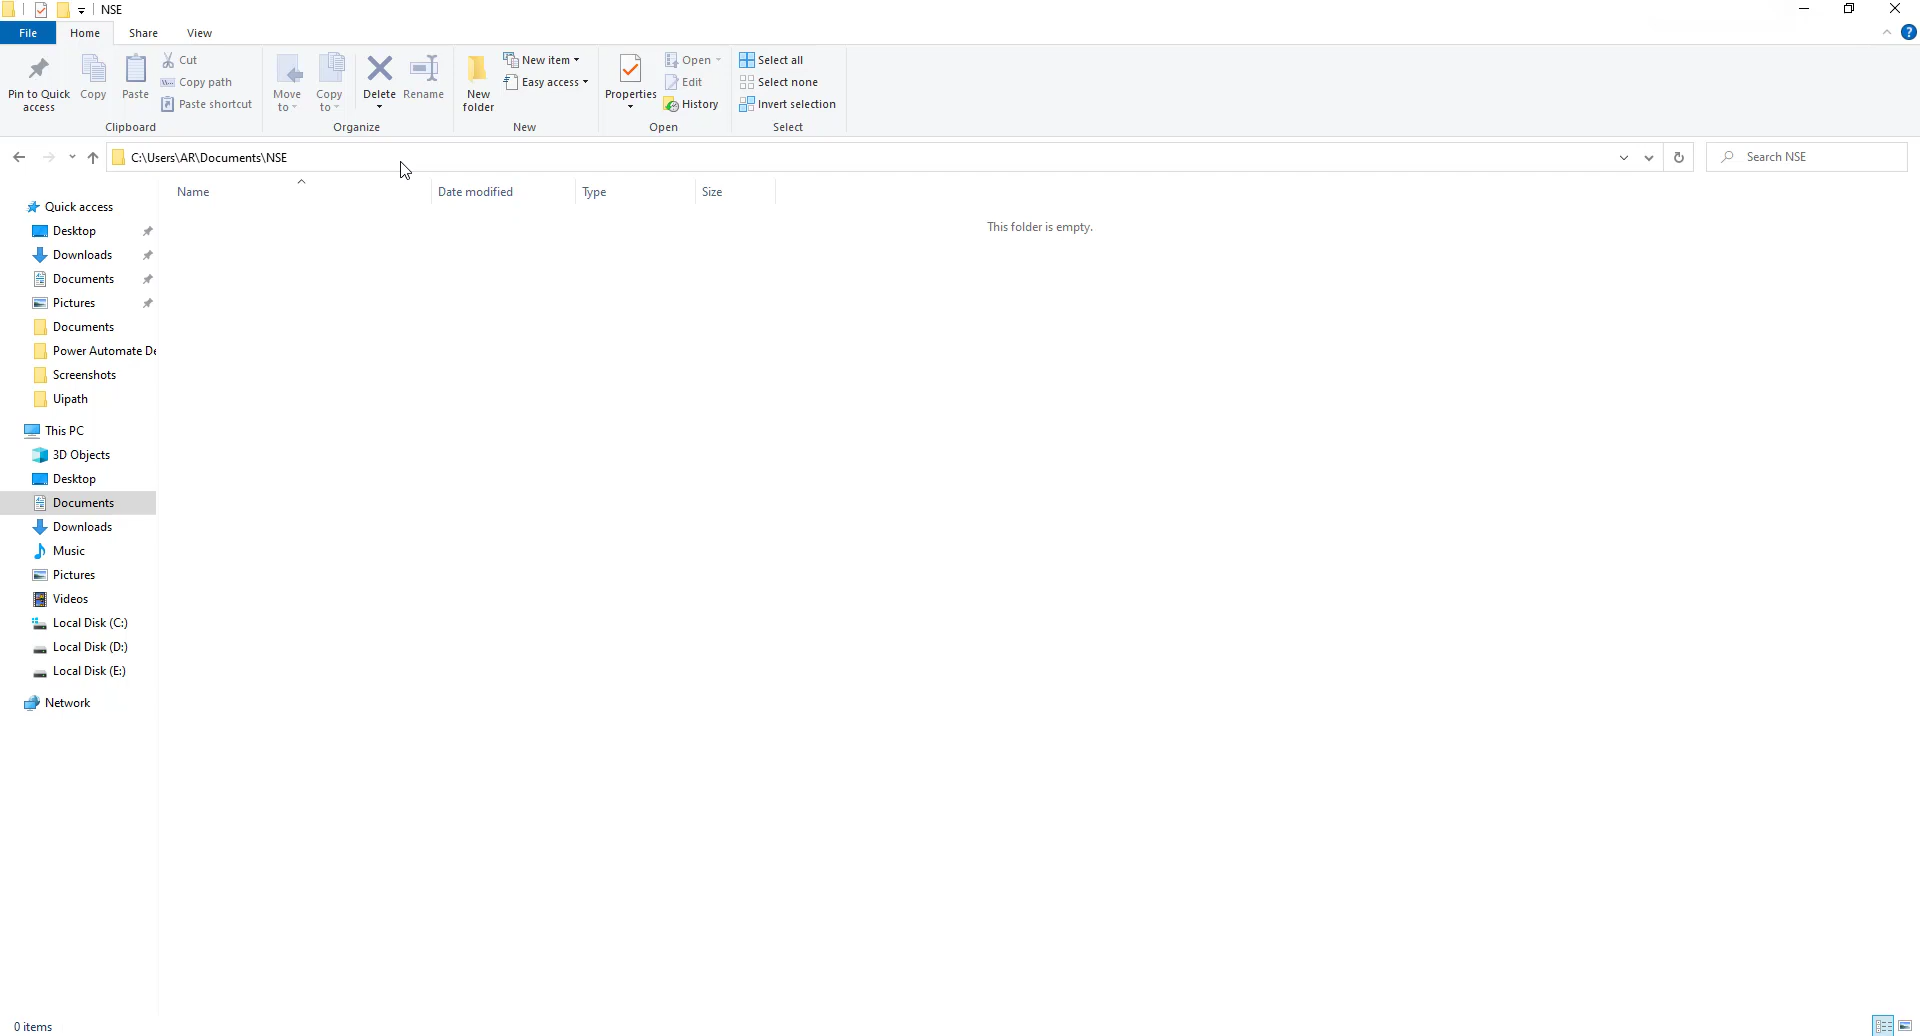 NSE
File Home Share View
Pin to Quick access
Copy
Paste
Cut
Copy path
Paste shortcut
Clipboard
Move to
Copy to
Delete
Rename
Organize
New folder
New item
Easy access
New
Properties
Open
Edit
History
Open
Select all
Select none
Invert selection
Select
C:\Users\AR\Documents\NSE
Search NSE
Name Date modified Type Size
This folder is empty.
Quick access
Desktop
Downloads
Documents
Pictures
Documents
Power Automate De
Screenshots
Uipath
This PC
3D Objects
Desktop
Documents
Downloads
Music
Pictures
Videos
Local Disk (C:)
Local Disk (D:)
Local Disk (E:)
Network
0 items